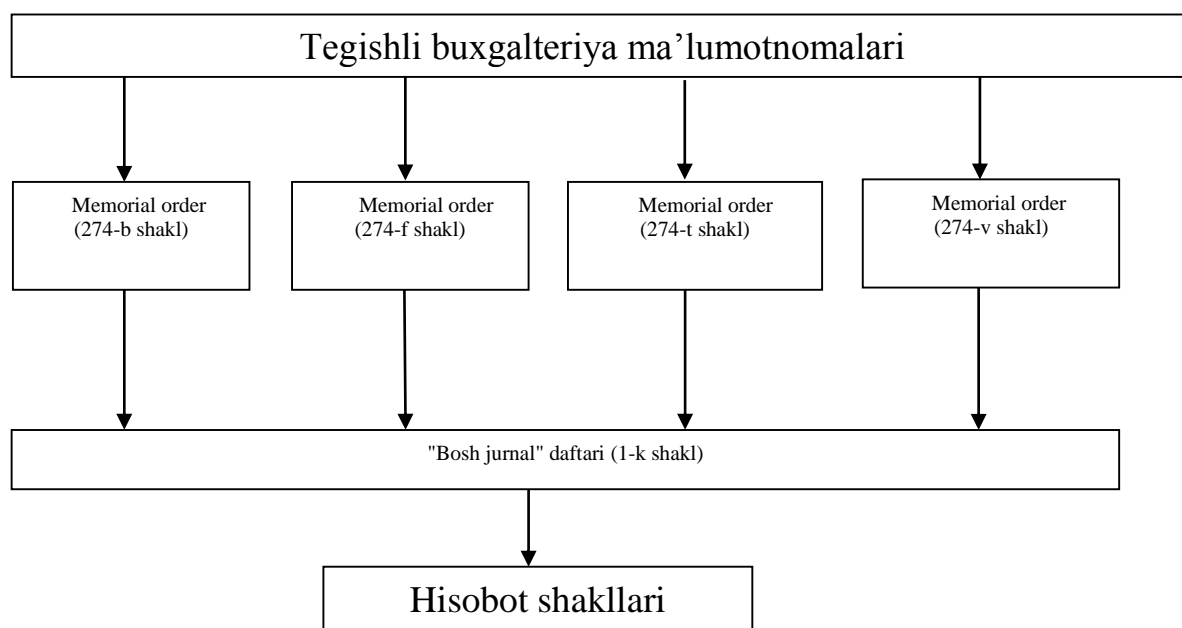 Tegishli buxgalteriya ma’lumotnomalari
Memorial order
(274-b shakl)
Memorial order
(274-f shakl)
Memorial order
(274-t shakl)
Memorial order
(274-v shakl)
"Bosh jurnal" daftari (1-k shakl)
Hisobot shakllari